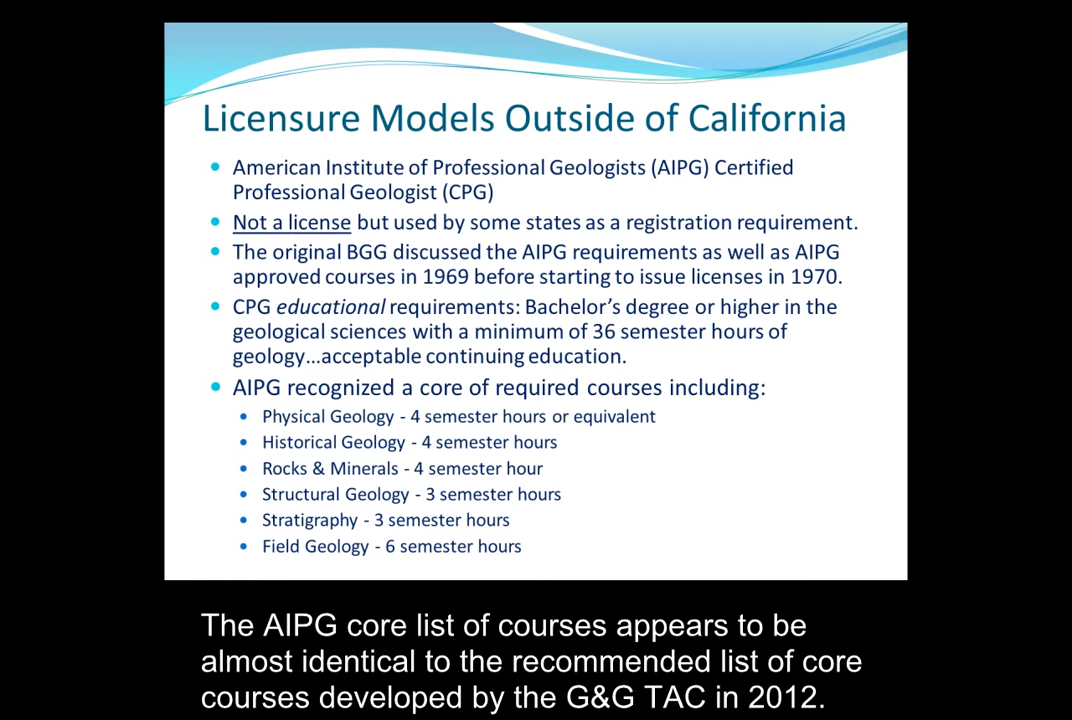 Licensure Models Outside of California
• American Institute of Professional Geologists (AIPG) Certified
Professional Geologist (CPG)
• Not a license but used by some states as a registration requirement.
• The original BGG discussed the AIPG requirements as well as AIPG
approved courses in 1969 before starting to issue licenses in 1970.
• CPG educational requirements: Bachelor’s degree or higher in the
geological sciences with a minimum of 36 semester hours of
geology…acceptable continuing education.
• AIPG recognized a core of required courses including:
• Physical Geology - 4 semester hours or equivalent
• Historical Geology - 4 semester hours
• Rocks & Minerals - 4 semester hour
• Structural Geology - 3 semester hours
• Stratigraphy - 3 semester hours
• Field Geology - 6 semester hours
The AIPG core list of courses appears to be
almost identical to the recommended list of core
courses developed by the G&G TAC in 2012.